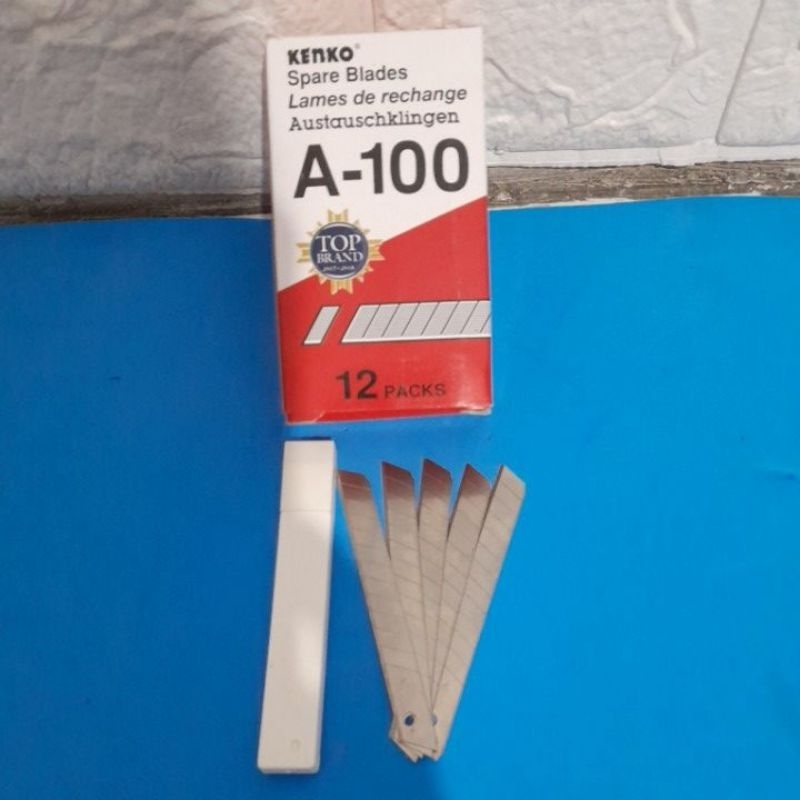 KENKO®
Spare Blades
Lames de rechange
Austauschklingen
A-100
TOP
BRAND
12 PACKS